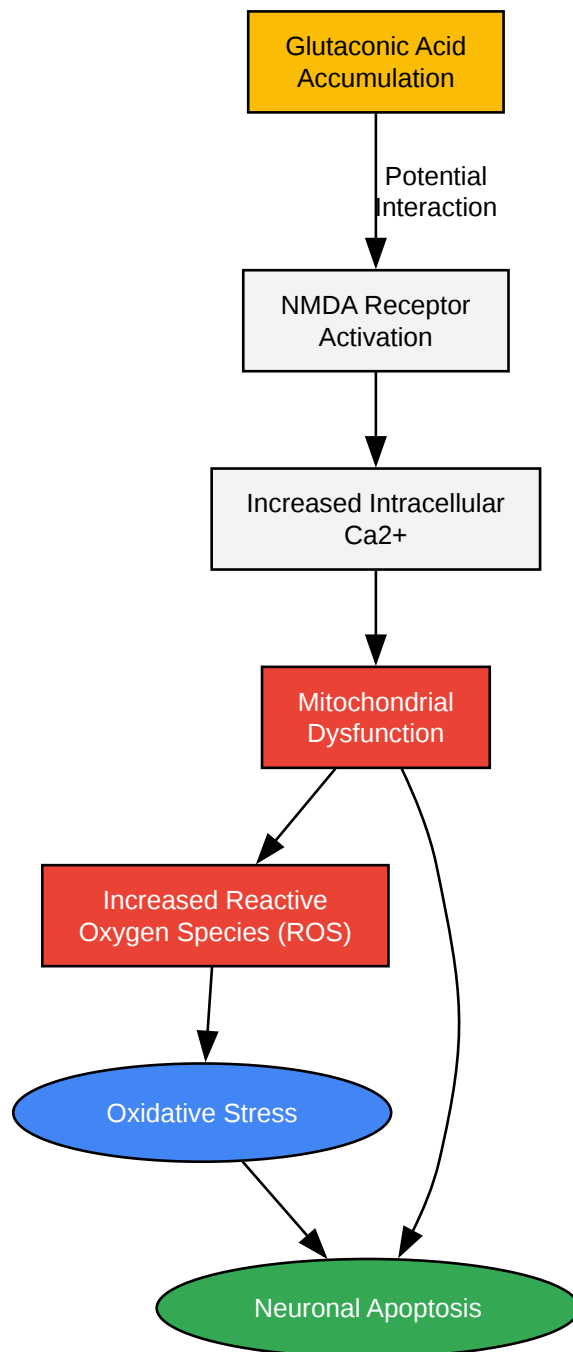 Glutaconic Acid
Accumulation
Potential
Interaction
NMDA Receptor
Activation
Increased Intracellular
Ca2+
Mitochondrial
Dysfunction
Increased Reactive
Oxygen Species (ROS)
Oxidative Stress
Neuronal Apoptosis